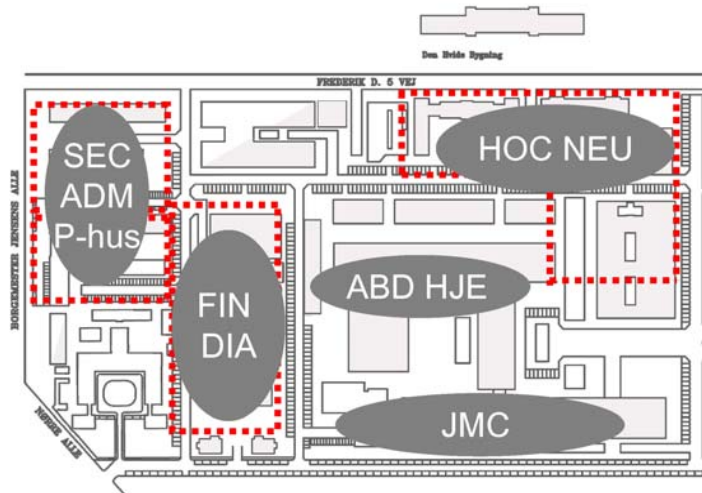 Den Hvide Bygning
FREDERIK D. 5 VEJ
BORGEMESTER JENSENS ALLE
SEC
ADM
P-hus
HOC NEU
FIN
DIA
ABD HJE
JMC
NØRRE ALLE